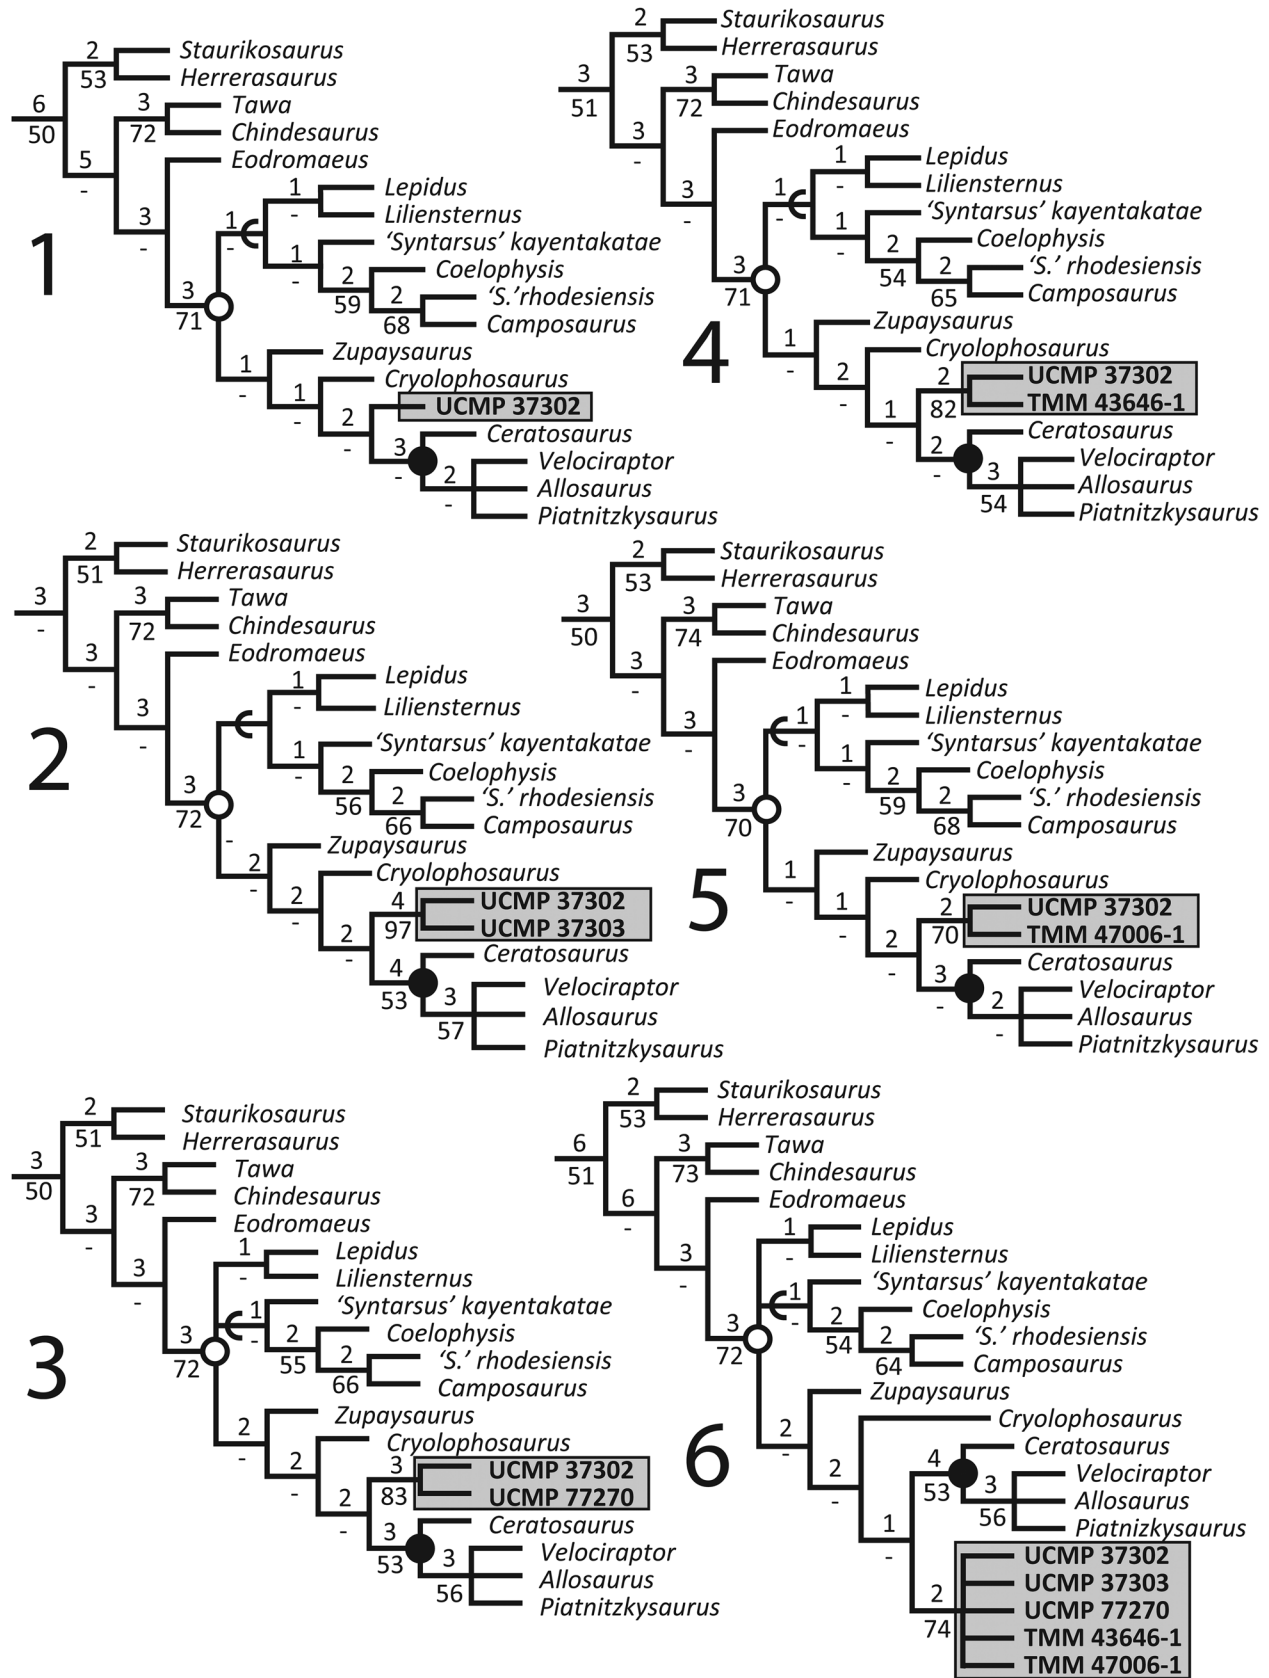 2
Staurikosaurus
53
Herrerasaurus
6
50
3
Tawa
72
Chindesaurus
5
-
Eodromaeus
3
-
1
Lepidus
-
Liliensternus
1
-
1
'Syntarsus' kayentakatae
-
2
Coelophysis
59
2
'S.'rhodesiensis
68
Camposaurus
3
71
1
1
-
Zupaysaurus
1
-
Cryolophosaurus
2
-
UCMP 37302
3
-
Ceratosaurus
2
-
Velociraptor
Allosaurus
Piatnitzkysaurus
2
Staurikosaurus
51
Herrerasaurus
3
-
3
Tawa
72
Chindesaurus
3
-
Eodromaeus
3
-
1
Lepidus
-
Liliensternus
1
'Syntarsus' kayentakatae
-
2
Coelophysis
56
2
'S.' rhodesiensis
66
Camposaurus
2
3
72
-
2
-
Zupaysaurus
2
-
Cryolophosaurus
4
UCMP 37302
97
UCMP 37303
2
-
4
53
Ceratosaurus
3
57
Velociraptor
Allosaurus
Piatnitzkysaurus
2
Staurikosaurus
51
Herrerasaurus
3
50
3
Tawa
72
Chindesaurus
3
-
Eodromaeus
3
-
1
Lepidus
-
Liliensternus
1
-
'Syntarsus' kayentakatae
2
55
Coelophysis
2
'S.' rhodesiensis
66
Camposaurus
3
3
72
2
-
Zupaysaurus
2
-
Cryolophosaurus
3
UCMP 37302
83
UCMP 77270
2
-
3
53
Ceratosaurus
3
56
Velociraptor
Allosaurus
Piatnitzkysaurus
2
Staurikosaurus
53
Herrerasaurus
3
51
3
Tawa
72
Chindesaurus
3
-
Eodromaeus
3
-
1
Lepidus
-
Liliensternus
1
-
1
'Syntarsus' kayentakatae
-
2
Coelophysis
54
2
'S.' rhodesiensis
65
Camposaurus
3
71
4
1
-
Zupaysaurus
2
-
Cryolophosaurus
2
UCMP 37302
82
TMM 43646-1
1
-
2
-
Ceratosaurus
3
54
Velociraptor
Allosaurus
Piatnitzkysaurus
2
Staurikosaurus
53
Herrerasaurus
3
50
3
Tawa
74
Chindesaurus
3
-
Eodromaeus
3
-
1
Lepidus
-
Liliensternus
1
-
1
'Syntarsus' kayentakatae
-
2
Coelophysis
59
2
'S.' rhodesiensis
68
Camposaurus
3
70
5
1
-
Zupaysaurus
1
-
Cryolophosaurus
2
UCMP 37302
70
TMM 47006-1
2
-
3
-
Ceratosaurus
2
-
Velociraptor
Allosaurus
Piatnitzkysaurus
2
Staurikosaurus
53
Herrerasaurus
6
51
3
Tawa
73
Chindesaurus
6
-
Eodromaeus
3
-
1
Lepidus
-
Liliensternus
1
-
'Syntarsus' kayentakatae
2
54
Coelophysis
2
'S.' rhodesiensis
64
Camposaurus
3
72
6
2
-
Zupaysaurus
2
-
Cryolophosaurus
4
53
Ceratosaurus
3
56
Velociraptor
Allosaurus
Piatnizkysaurus
1
-
2
74
UCMP 37302
UCMP 37303
UCMP 77270
TMM 43646-1
TMM 47006-1